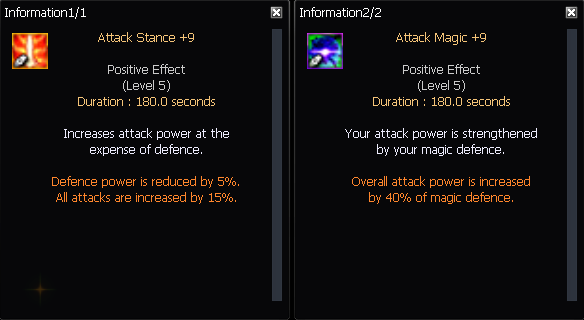 Information1/1
Attack Stance +9
Positive Effect
(Level 5)
Duration : 180.0 seconds
Increases attack power at the
expense of defence.
Defence power is reduced by 5%.
All attacks are increased by 15%.
Information2/2
Attack Magic +9
Positive Effect
(Level 5)
Duration : 180.0 seconds
Your attack power is strengthened
by your magic defence.
Overall attack power is increased
by 40% of magic defence.